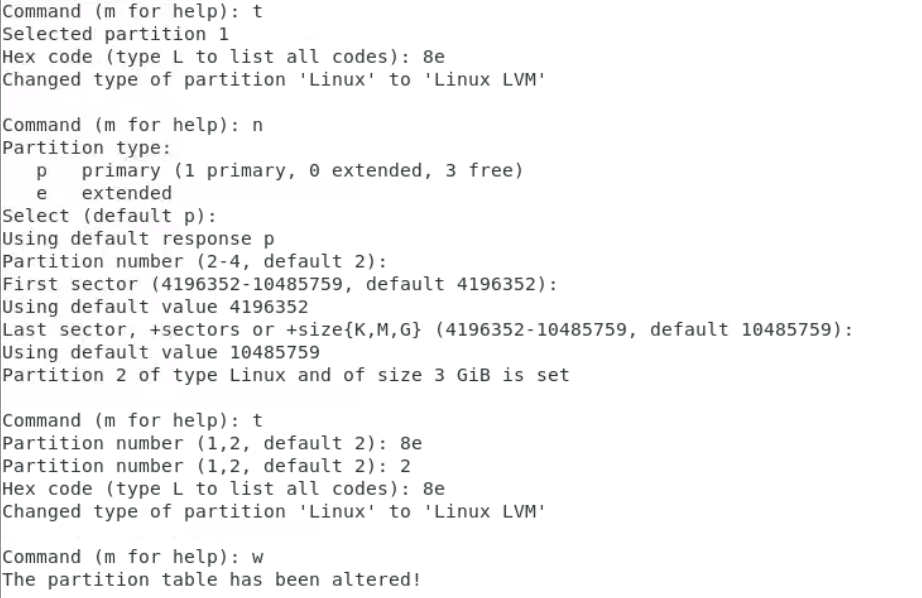 Command (m for help): t
Selected partition 1
Hex code (type L to list all codes): 8e
Changed type of partition 'Linux' to 'Linux LVM'
Command (m for help): n
Partition type:
   p   primary (1 primary, 0 extended, 3 free)
   e   extended
Select (default p):
Using default response p
Partition number (2-4, default 2):
First sector (4196352-10485759, default 4196352):
Using default value 4196352
Last sector, +sectors or +size{K,M,G} (4196352-10485759, default 10485759):
Using default value 10485759
Partition 2 of type Linux and of size 3 GiB is set
Command (m for help): t
Partition number (1,2, default 2): 8e
Partition number (1,2, default 2): 2
Hex code (type L to list all codes): 8e
Changed type of partition 'Linux' to 'Linux LVM'
Command (m for help): w
The partition table has been altered!